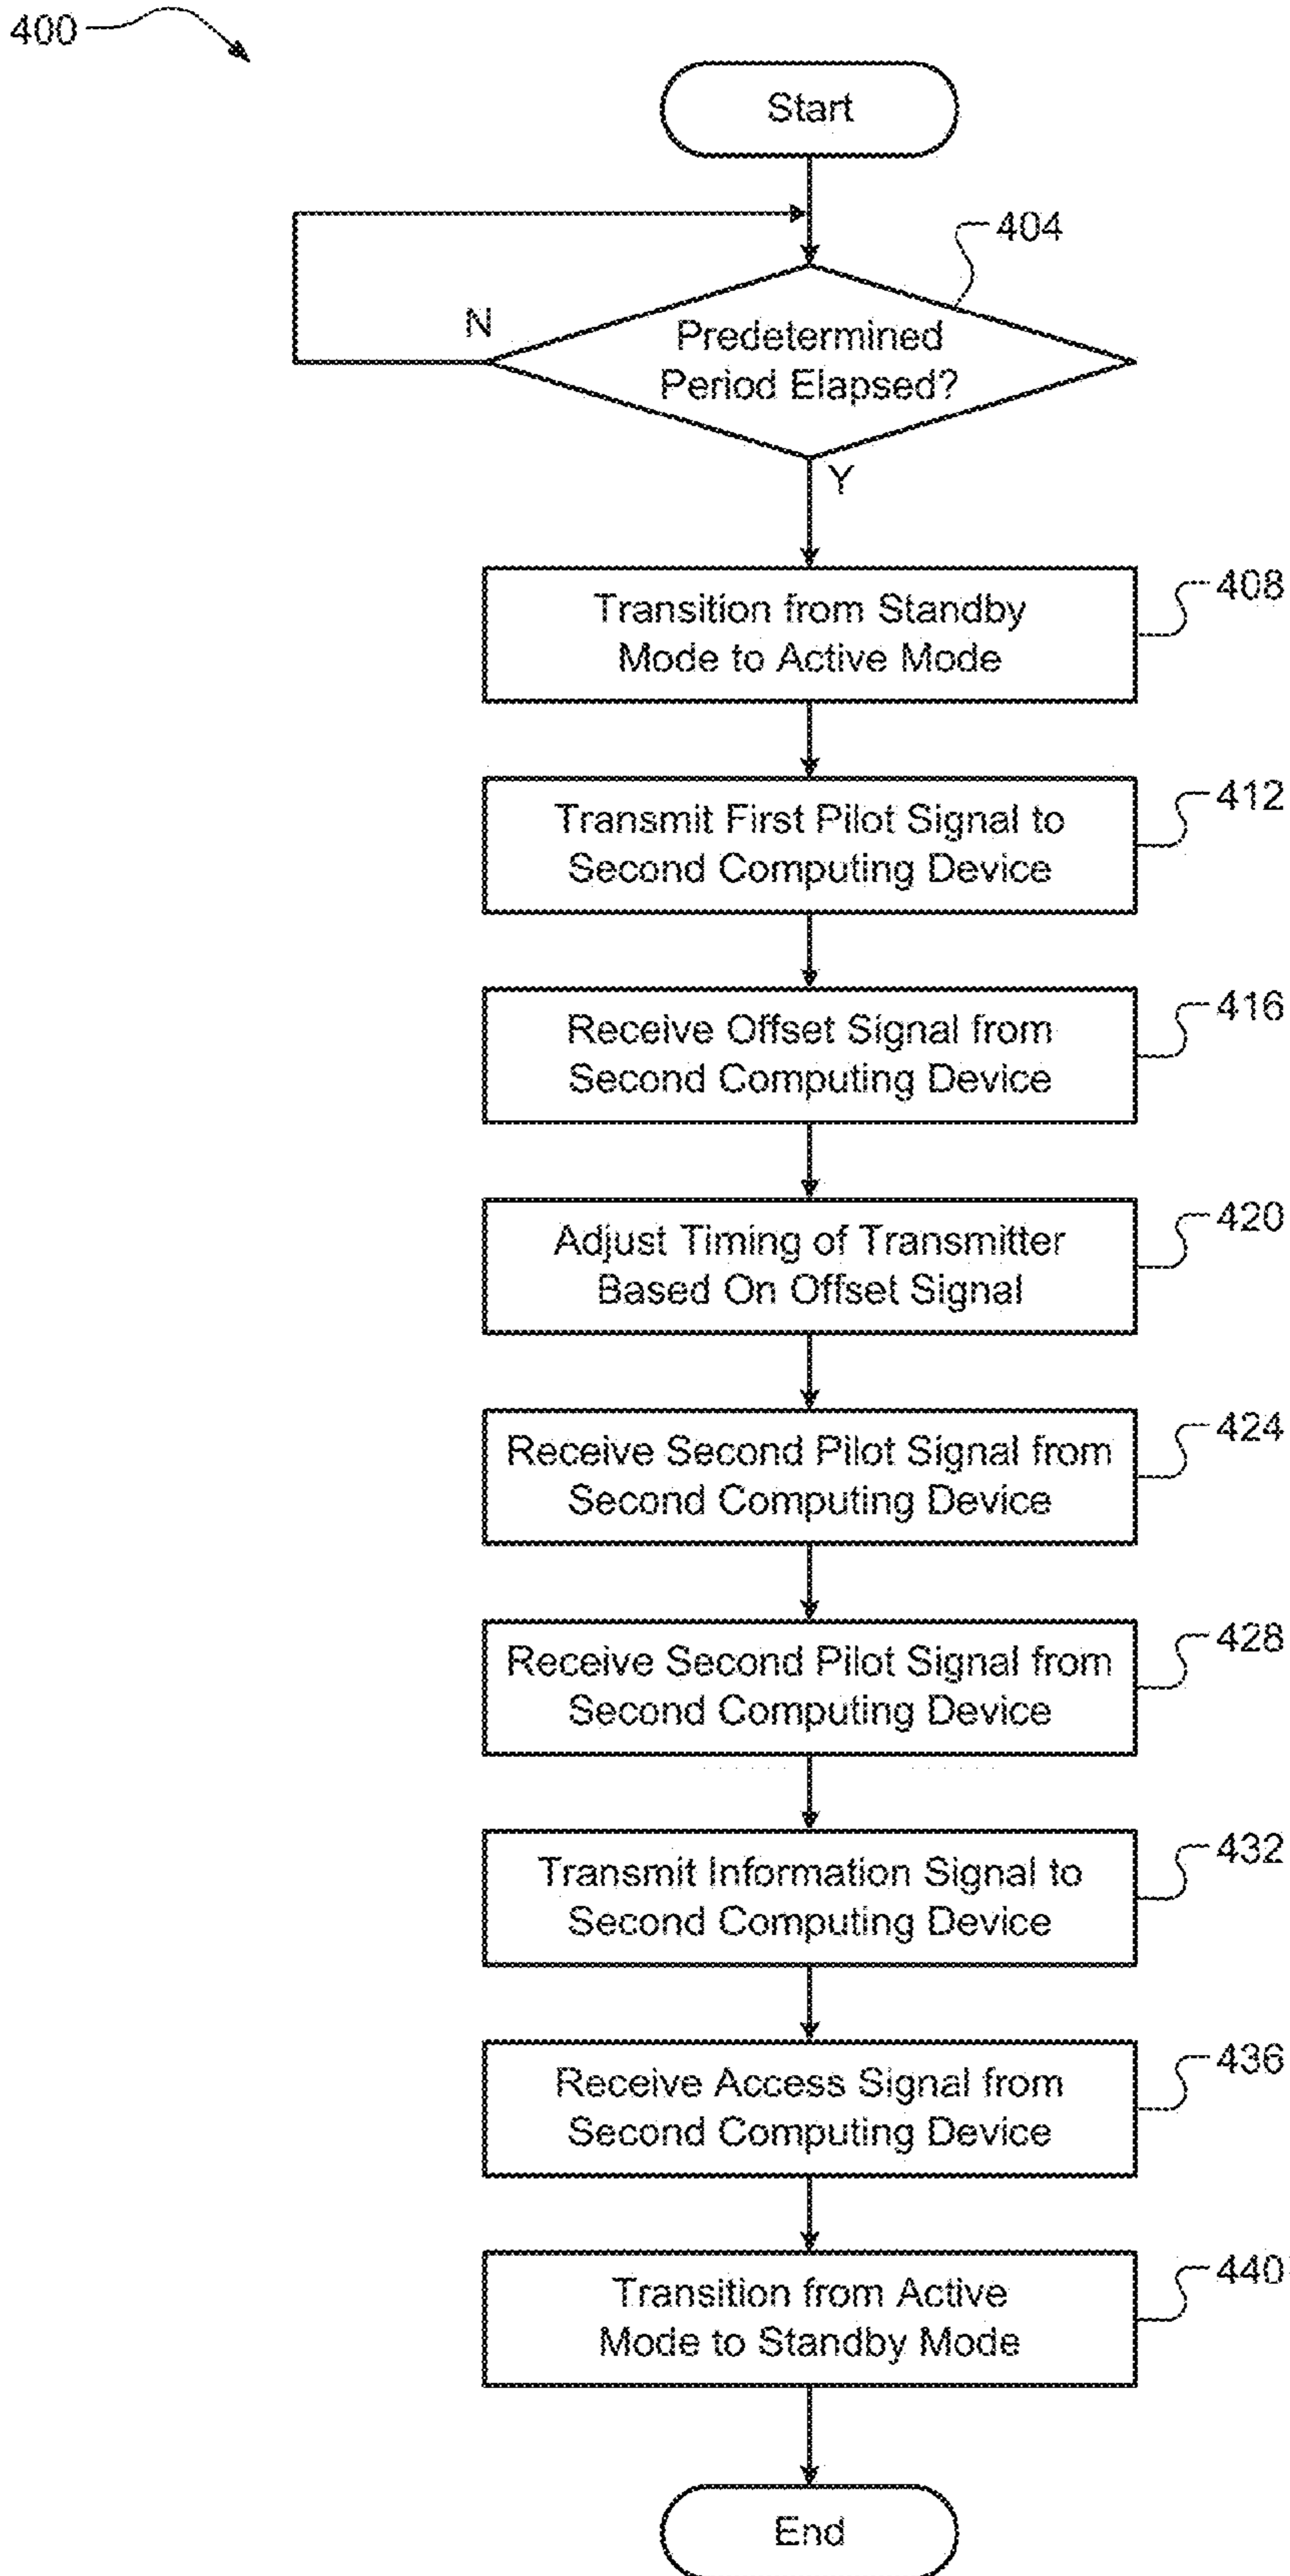 400
Start
404
N
Predetermined
Period Elapsed?
Y
408
Transition from Standby
Mode to Active Mode
412
Transmit First Pilot Signal to
Second Computing Device
416
Receive Offset Signal from
Second Computing Device
420
Adjust Timing of Transmitter
Based On Offset Signal
424
Receive Second Pilot Signal from
Second Computing Device
428
Receive Second Pilot Signal from
Second Computing Device
432
Transmit Information Signal to
Second Computing Device
436
Receive Access Signal from
Second Computing Device
440
Transition from Active
Mode to Standby Mode
End